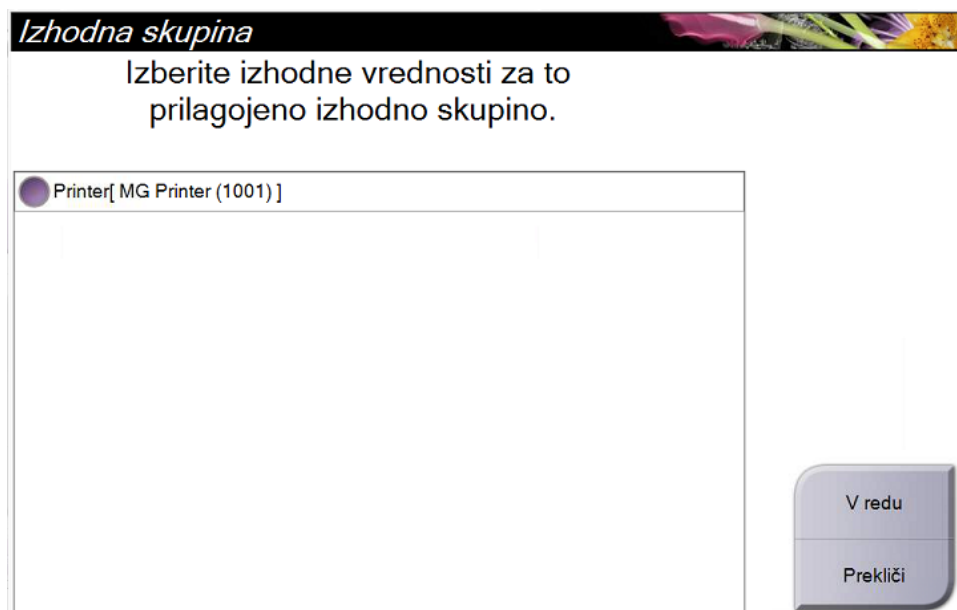 Izhodna skupina
Izberite izhodne vrednosti za to
prilagojeno izhodno skupino.
Printer[ MG Printer (1001) ]
V redu
Prekliči